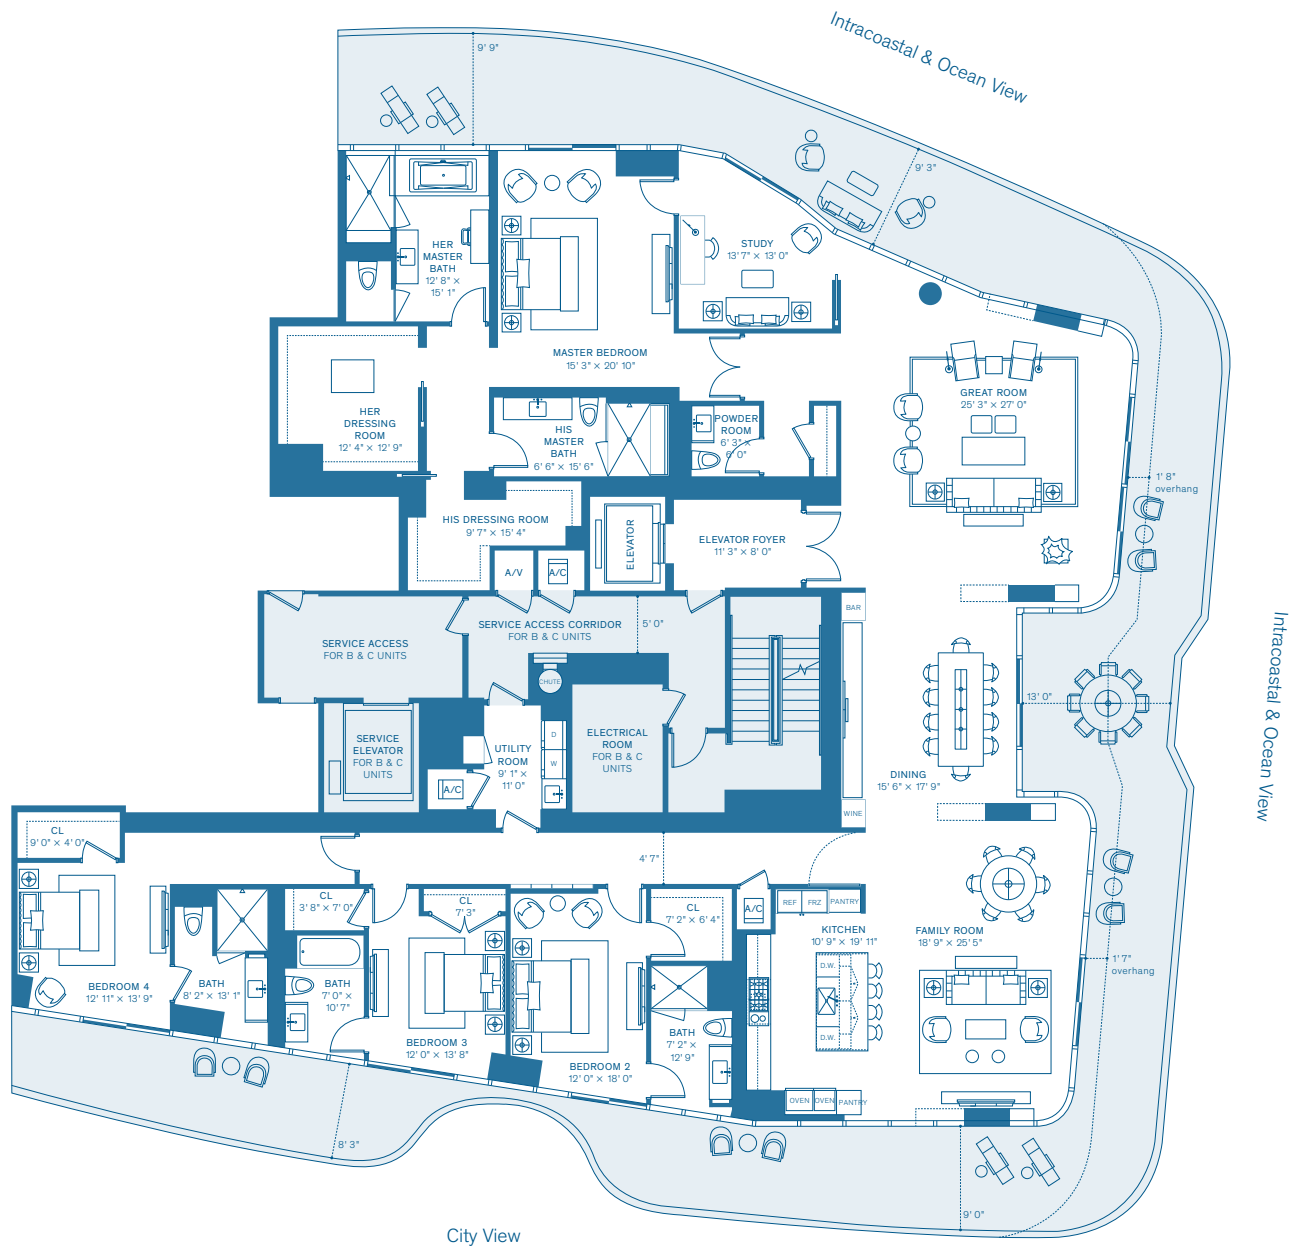 Intracoastal & Ocean View
9' 9"
9' 3"
HER
MASTER
BATH
12' 8" ×
15' 1"
STUDY
13' 7" × 13' 0"
MASTER BEDROOM
15' 3" × 20' 10"
GREAT ROOM
25' 3" × 27' 0"
HER
DRESSING
ROOM
12' 4" × 12' 9"
HIS
MASTER
BATH
6' 6" × 15' 6"
POWDER
ROOM
6' 3" ×
6' 0"
1' 8"
overhang
HIS DRESSING ROOM
9' 7" × 15' 4"
ELEVATOR
ELEVATOR FOYER
11' 3" × 8' 0"
A/V
A/C
BAR
SERVICE ACCESS
FOR B & C UNITS
SERVICE ACCESS CORRIDOR
FOR B & C UNITS
5' 0"
CHUTE
Intracoastal & Ocean View
13' 0"
SERVICE
ELEVATOR
FOR B & C
UNITS
UTILITY
ROOM
9' 1" ×
11' 0"
D
W
A/C
ELECTRICAL
ROOM
FOR B & C
UNITS
DINING
15' 6" × 17' 9"
WINE
CL
9' 0" × 4' 0"
4' 7"
CL
3' 8" × 7' 0"
CL
7' 3"
CL
7' 2" × 6' 4"
A/C
REF
FRZ
PANTRY
KITCHEN
10' 9" × 19' 11"
FAMILY ROOM
18' 9" × 25' 5"
D.W.
D.W.
1' 7"
overhang
BEDROOM 4
12' 11" × 13' 9"
BATH
8' 2" × 13' 1"
BATH
7' 0" ×
10' 7"
BEDROOM 3
12' 0" × 13' 8"
BEDROOM 2
12' 0" × 18' 0"
BATH
7' 2" ×
12' 9"
OVEN
OVEN
PANTRY
8' 3"
9' 0"
City View